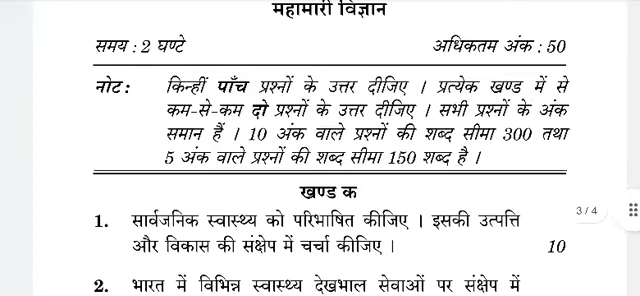 महामारी विज्ञान
समय : 2 घण्टे अधिकतम अंक : 50
नोट : किन्हीं पाँच प्रश्नों के उत्तर दीजिए । प्रत्येक खण्ड में से
कम-से-कम दो प्रश्नों के उत्तर दीजिए । सभी प्रश्नों के अंक
समान हैं । 10 अंक वाले प्रश्नों की शब्द सीमा 300 तथा
5 अंक वाले प्रश्नों की शब्द सीमा 150 शब्द है ।
खण्ड क
1. सार्वजनिक स्वास्थ्य को परिभाषित कीजिए । इसकी उत्पत्ति
और विकास की संक्षेप में चर्चा कीजिए । 10
3 / 4
2. भारत में विभिन्न स्वास्थ्य देखभाल सेवाओं पर संक्षेप में